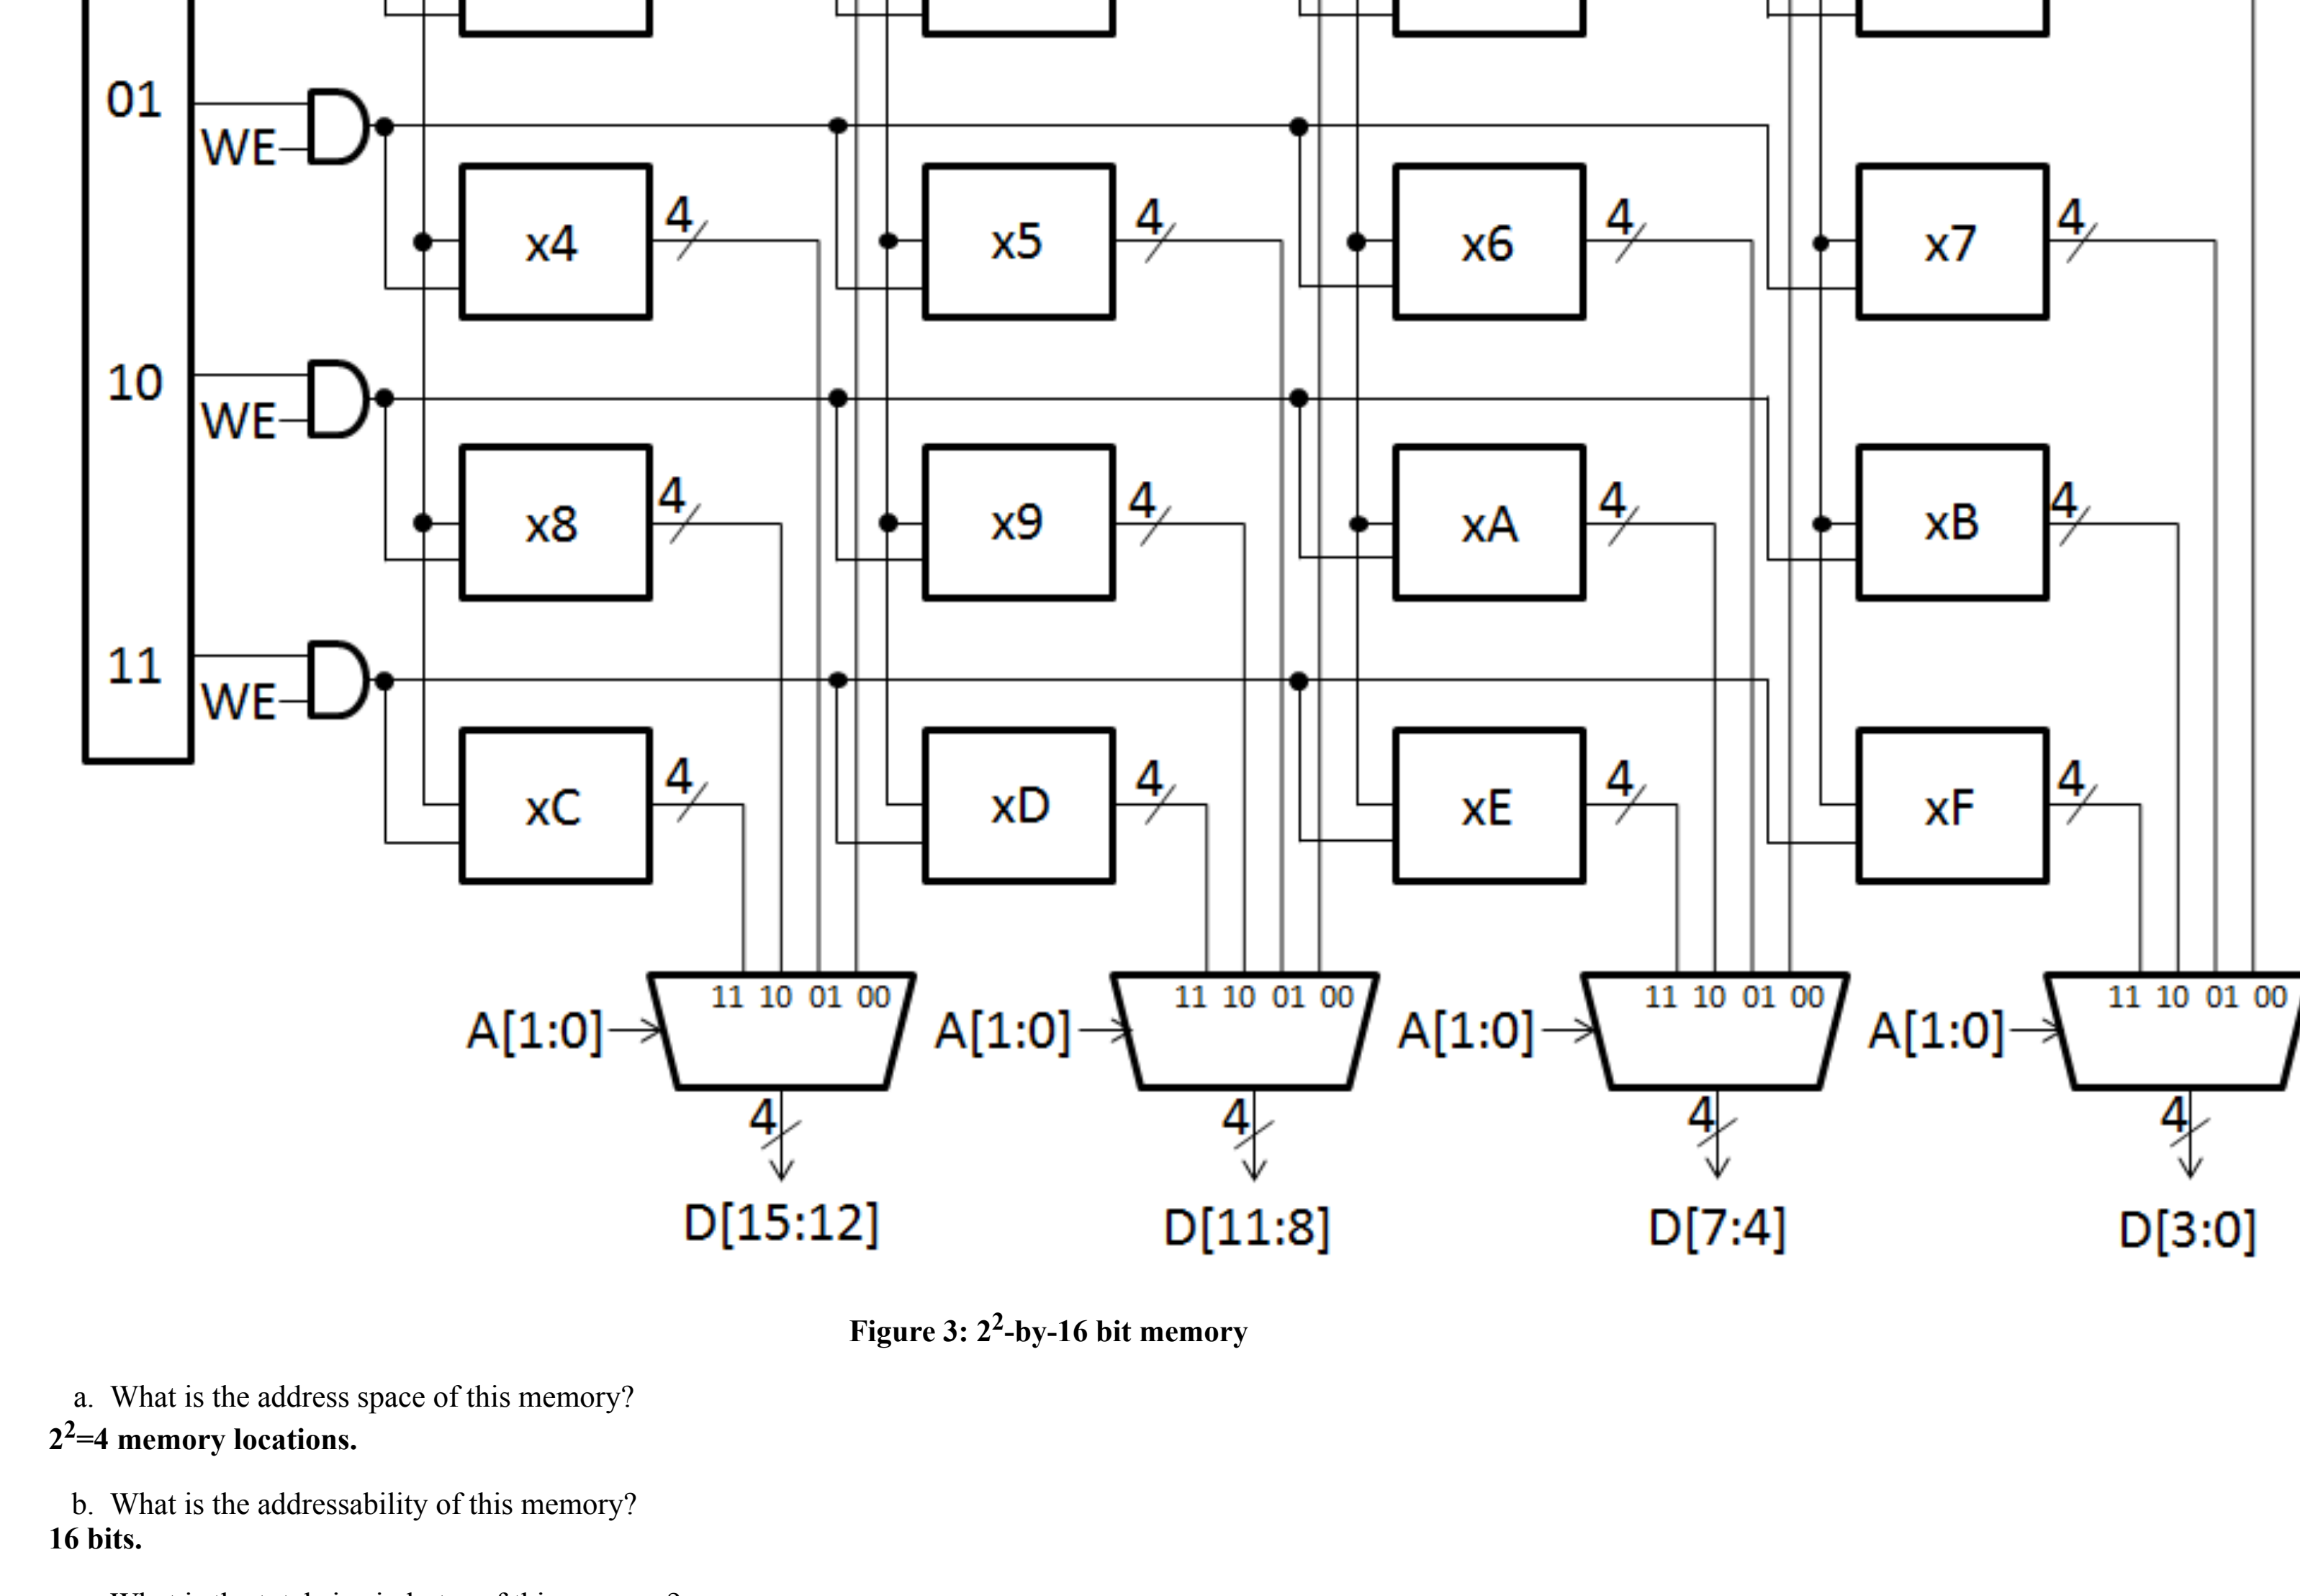 01
WE
4 4 4 4
x4 x5 x6 x7
10
WE
4 4 4 4
x8 x9 xA xB
11
WE
4 4 4 4
xC xD xE xF
11 10 01 00 11 10 01 00 11 10 01 00 11 10 01 00
A[1:0] A[1:0] A[1:0] A[1:0]
4 4 4 4
D[15:12] D[11:8] D[7:4] D[3:0]
Figure 3: 2²-by-16 bit memory
a. What is the address space of this memory?
2²=4 memory locations.
b. What is the addressability of this memory?
16 bits.